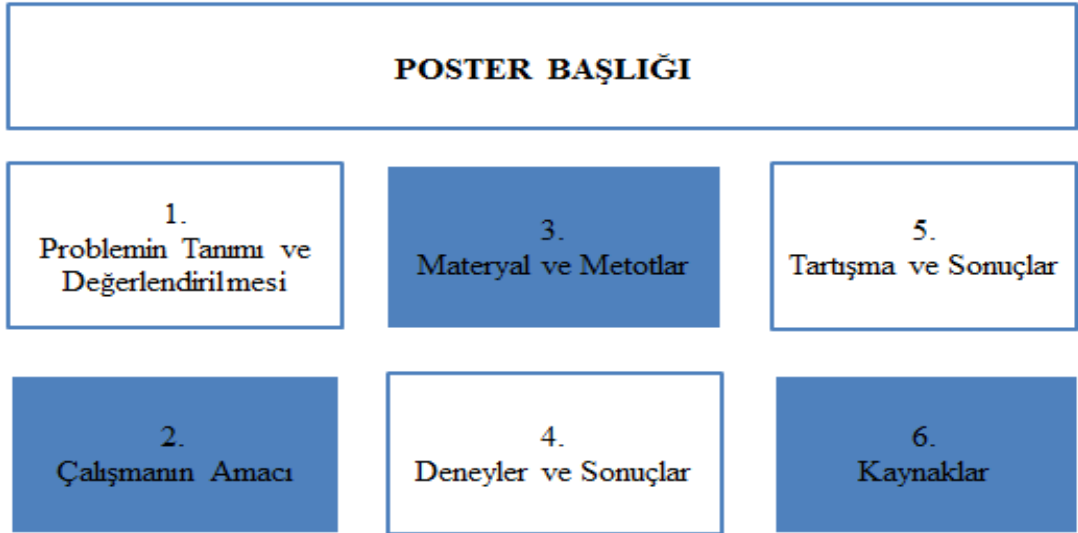 POSTER BAŞLIĞI
1.
Problemin Tanımı ve
Değerlendirilmesi
2.
Çalışmanın Amacı
3.
Materyal ve Metotlar
4.
Deneyler ve Sonuçlar
5.
Tartışma ve Sonuçlar
6.
Kaynaklar